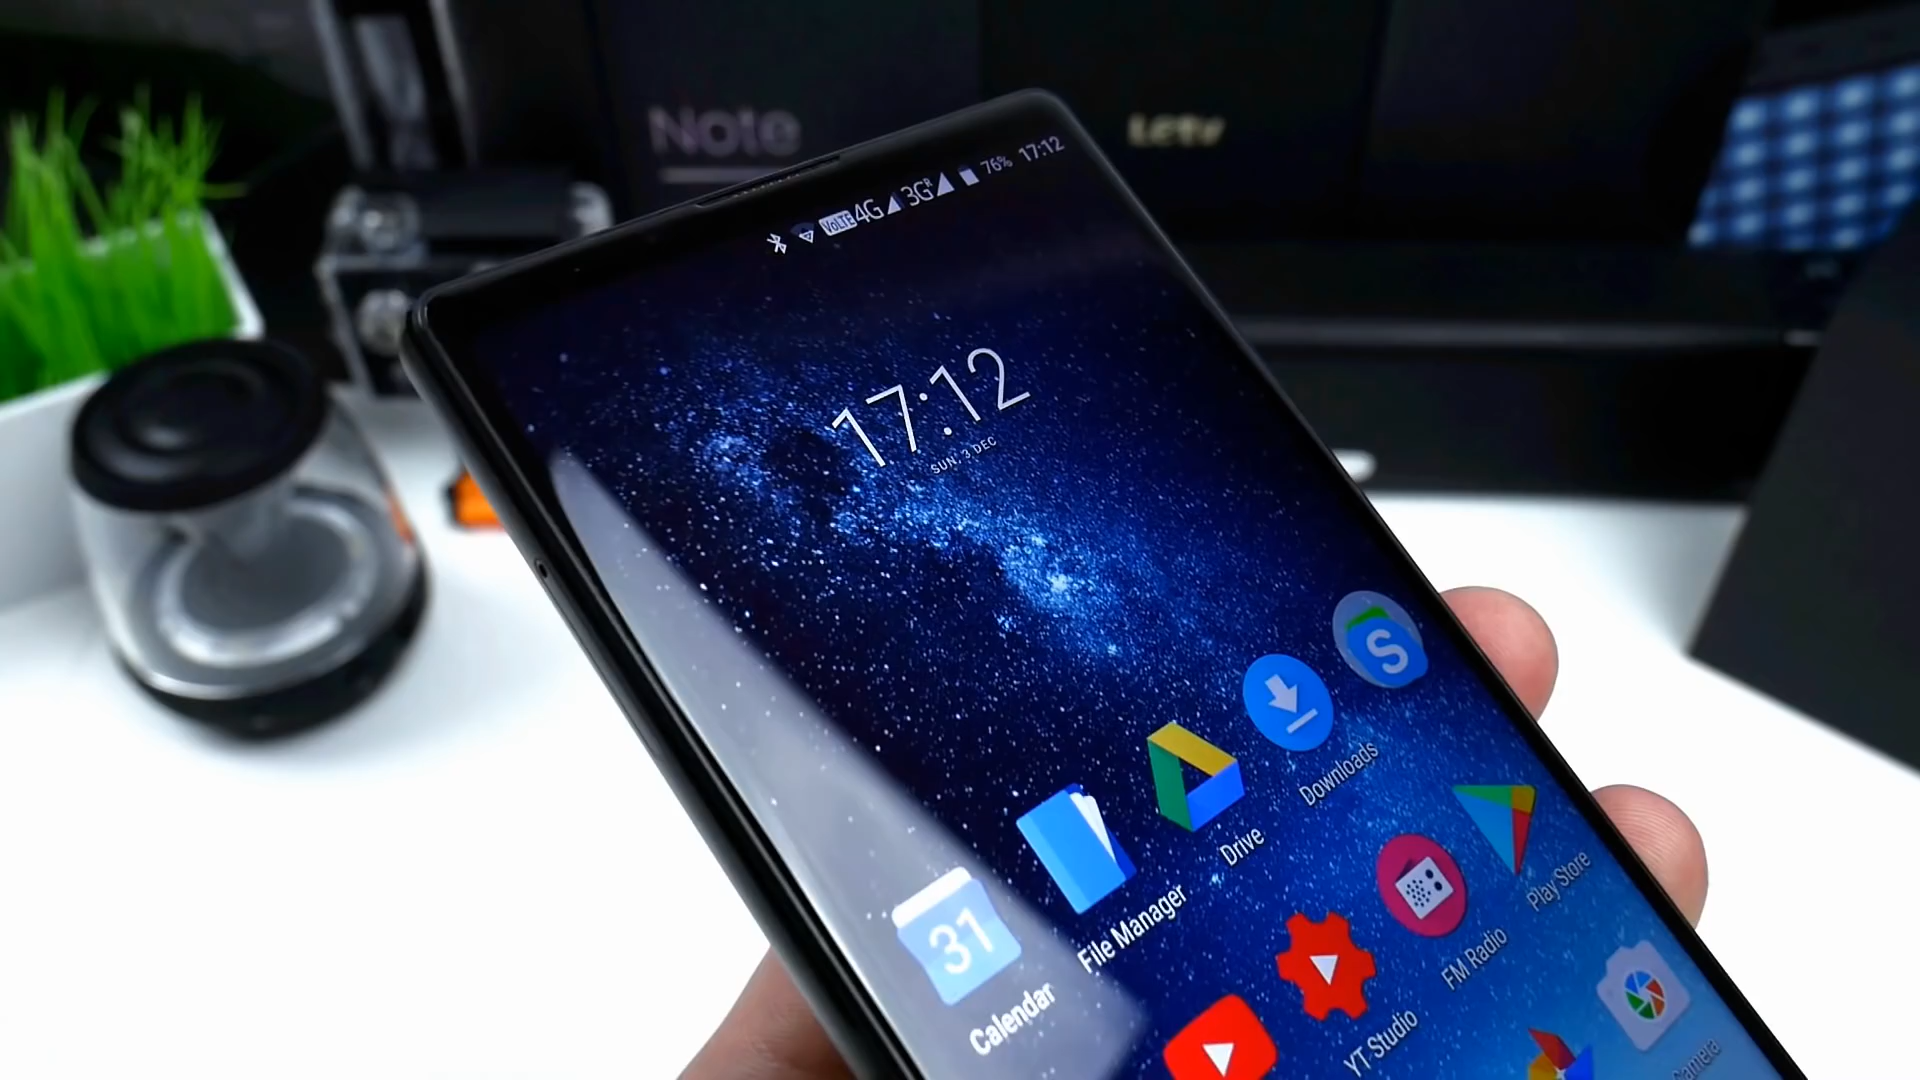 Note
Letv
VoLTE 4G 3G R 76% 17:12
17:12
SUN, 3 DEC
S
Downloads
Drive
File Manager
31
Calendar
Play Store
FM Radio
YT Studio
Camera